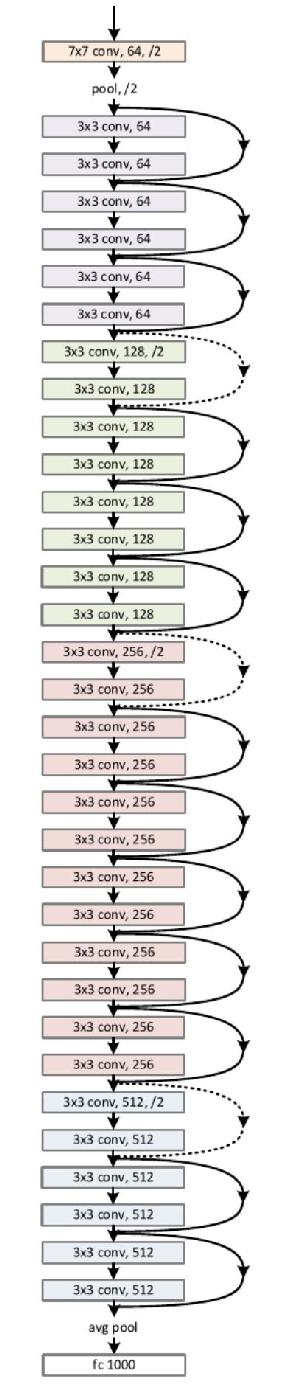 7x7 conv, 64, /2
pool, /2
3x3 conv, 64
3x3 conv, 64
3x3 conv, 64
3x3 conv, 64
3x3 conv, 64
3x3 conv, 64
3x3 conv, 128, /2
3x3 conv, 128
3x3 conv, 128
3x3 conv, 128
3x3 conv, 128
3x3 conv, 128
3x3 conv, 128
3x3 conv, 128
3x3 conv, 256, /2
3x3 conv, 256
3x3 conv, 256
3x3 conv, 256
3x3 conv, 256
3x3 conv, 256
3x3 conv, 256
3x3 conv, 256
3x3 conv, 256
3x3 conv, 256
3x3 conv, 256
3x3 conv, 256
3x3 conv, 512, /2
3x3 conv, 512
3x3 conv, 512
3x3 conv, 512
3x3 conv, 512
3x3 conv, 512
avg pool
fc 1000